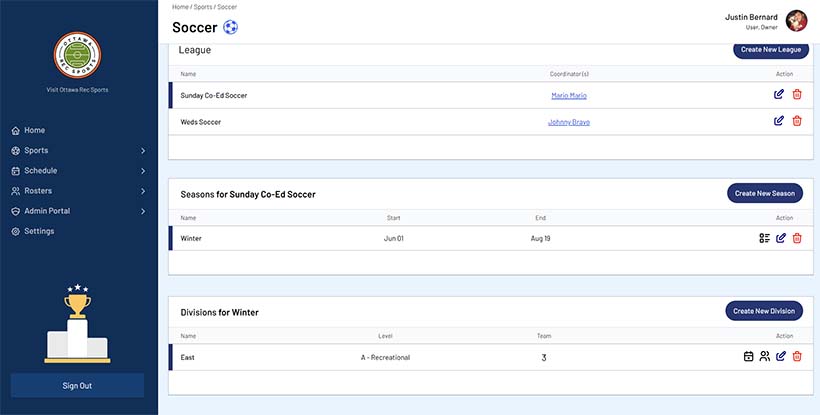 Home / Sports / Soccer
Soccer
Justin Bernard
User, Owner
OTTAWA
REC SPORTS
Visit Ottawa Rec Sports
Home
Sports
Schedule
Rosters
Admin Portal
Settings
Sign Out
League
Create New League
Name Coordinator(s) Action
Sunday Co-Ed Soccer Mario Mario
Weds Soccer Johnny Bravo
Seasons for Sunday Co-Ed Soccer
Create New Season
Name Start End Action
Winter Jun 01 Aug 19
Divisions for Winter
Create New Division
Name Level Team Action
East A - Recreational 3